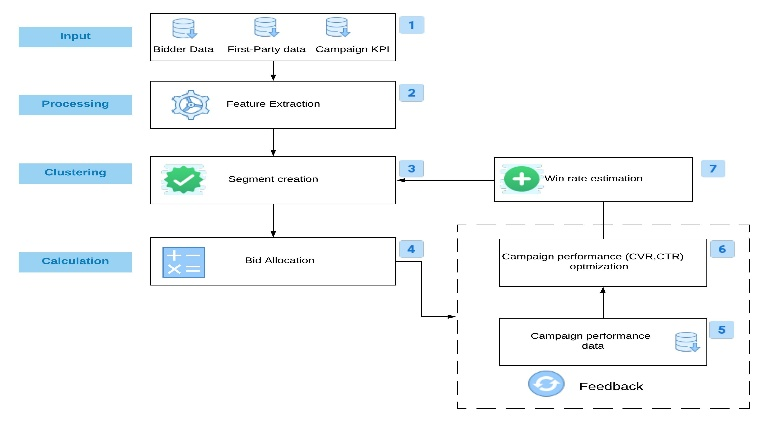 Input
Bidder Data
First-Party data
Campaign KPI
1
Processing
Feature Extraction
2
Clustering
Segment creation
3
Win rate estimation
7
Calculation
Bid Allocation
4
Campaign performance (CVR,CTR)
optmization
6
Campaign performance
data
5
Feedback